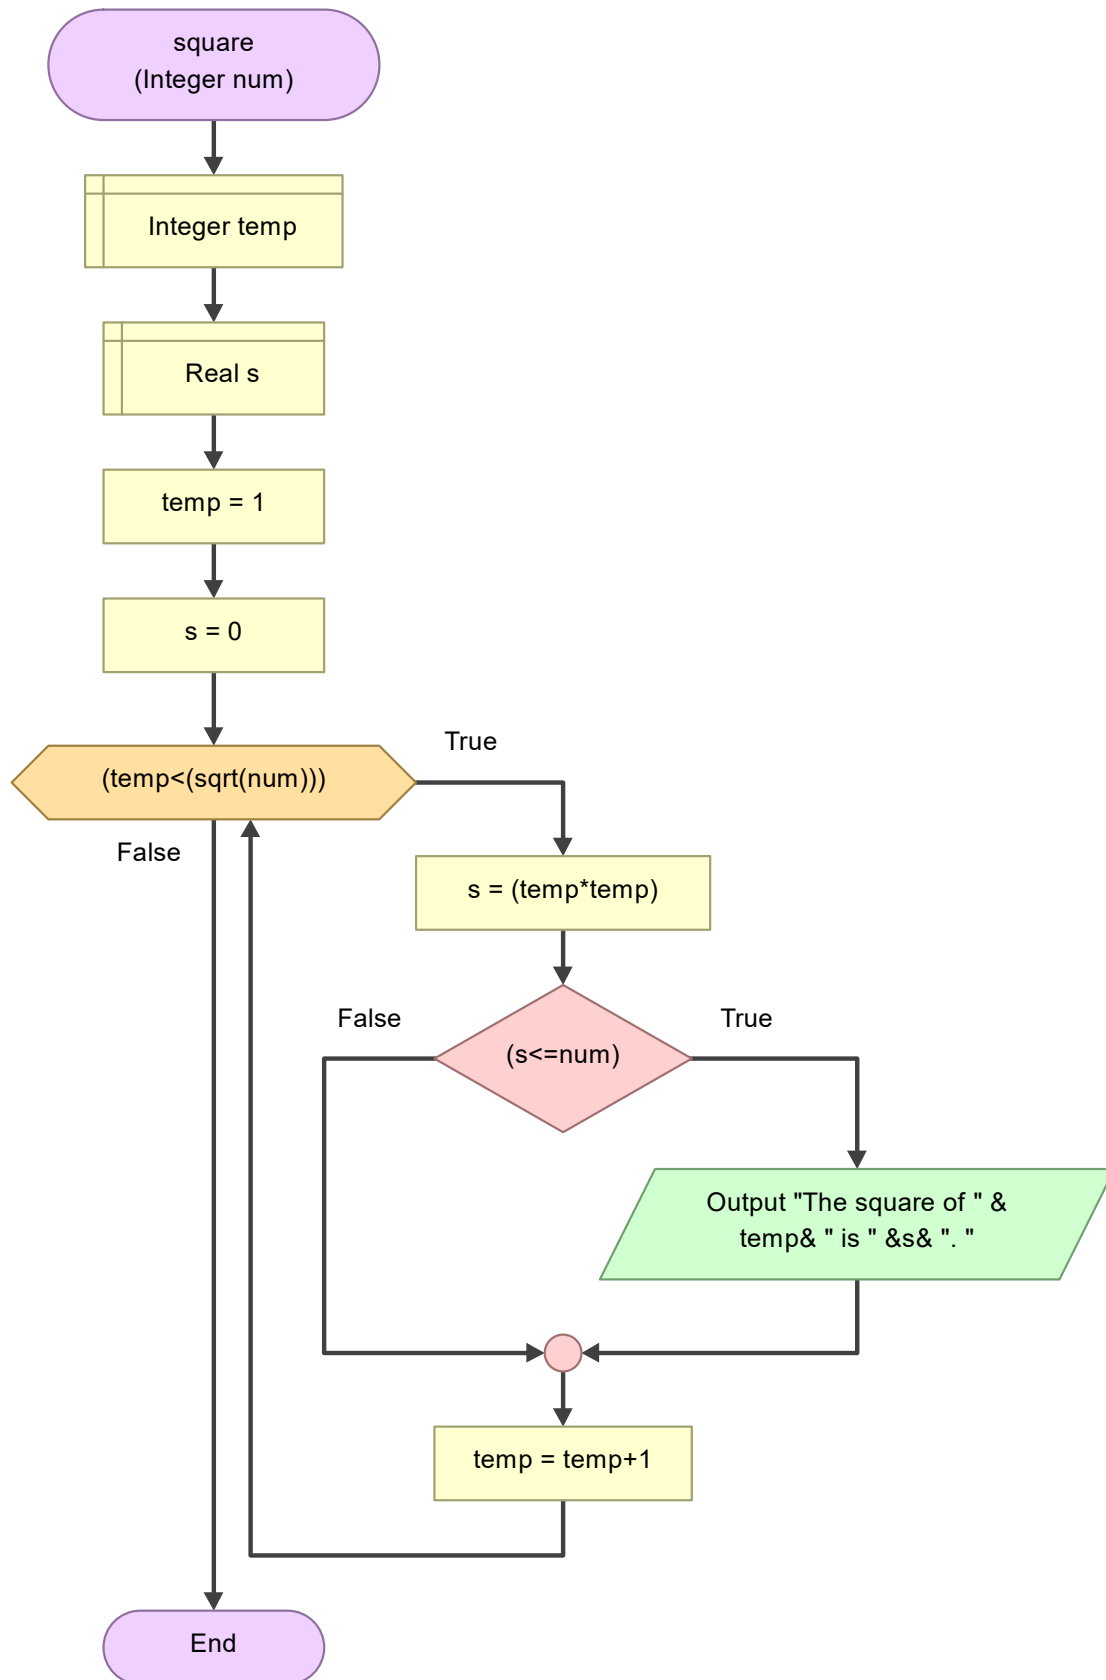 square
(Integer num)
Integer temp
Real s
temp = 1
s = 0
(temp<(sqrt(num)))
True
False
s = (temp*temp)
False
True
(s<=num)
Output "The square of " &
temp& " is " &s& ". "
temp = temp+1
End